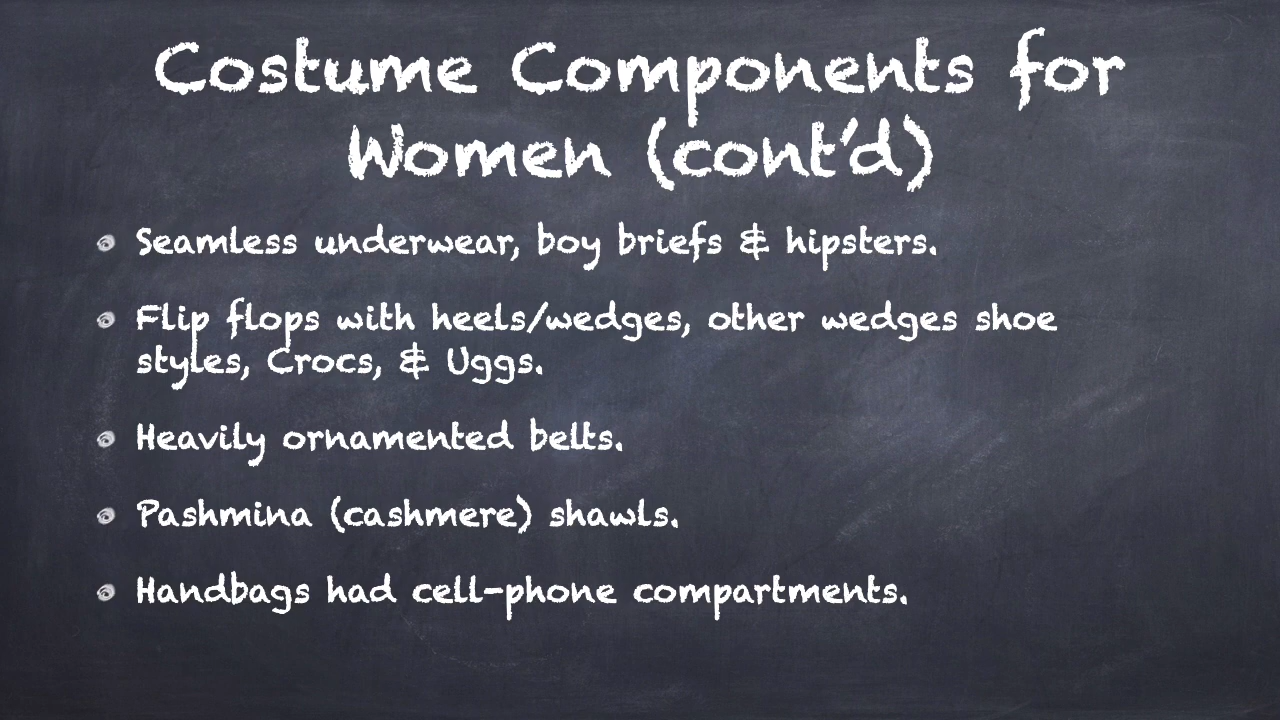 Costume Components for
Women (cont'd)
Seamless underwear, boy briefs & hipsters.
Flip flops with heels/wedges, other wedges shoe
styles, Crocs, & Uggs.
Heavily ornamented belts.
Pashmina (cashmere) shawls.
Handbags had cell-phone compartments.